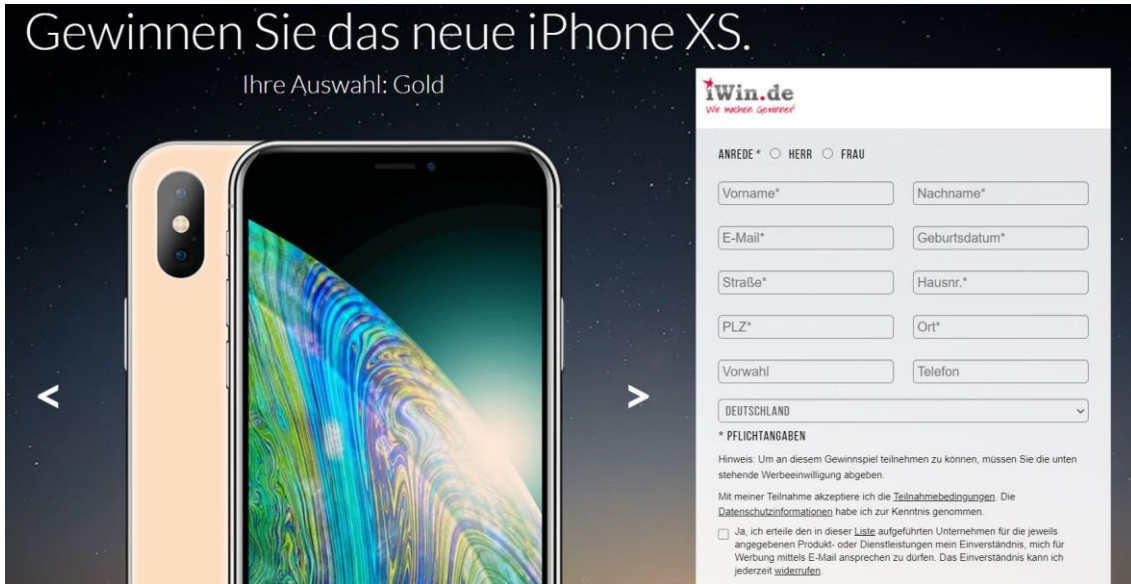 Gewinnen Sie das neue iPhone XS.
Ihre Auswahl: Gold
<
>
iWin.de
Wir machen Gewinner!
ANREDE * HERR FRAU
Vorname* Nachname*
E-Mail* Geburtsdatum*
Straße* Hausnr.*
PLZ* Ort*
Vorwahl Telefon
DEUTSCHLAND
* PFLICHTANGABEN
Hinweis: Um an diesem Gewinnspiel teilnehmen zu können, müssen Sie die unten
stehende Werbeeinwilligung abgeben.
Mit meiner Teilnahme akzeptiere ich die Teilnahmebedingungen. Die
Datenschutzinformationen habe ich zur Kenntnis genommen.
Ja, ich erteile den in dieser Liste aufgeführten Unternehmen für die jeweils
angegebenen Produkt- oder Dienstleistungen mein Einverständnis, mich für
Werbung mittels E-Mail ansprechen zu dürfen. Das Einverständnis kann ich
jederzeit widerrufen.